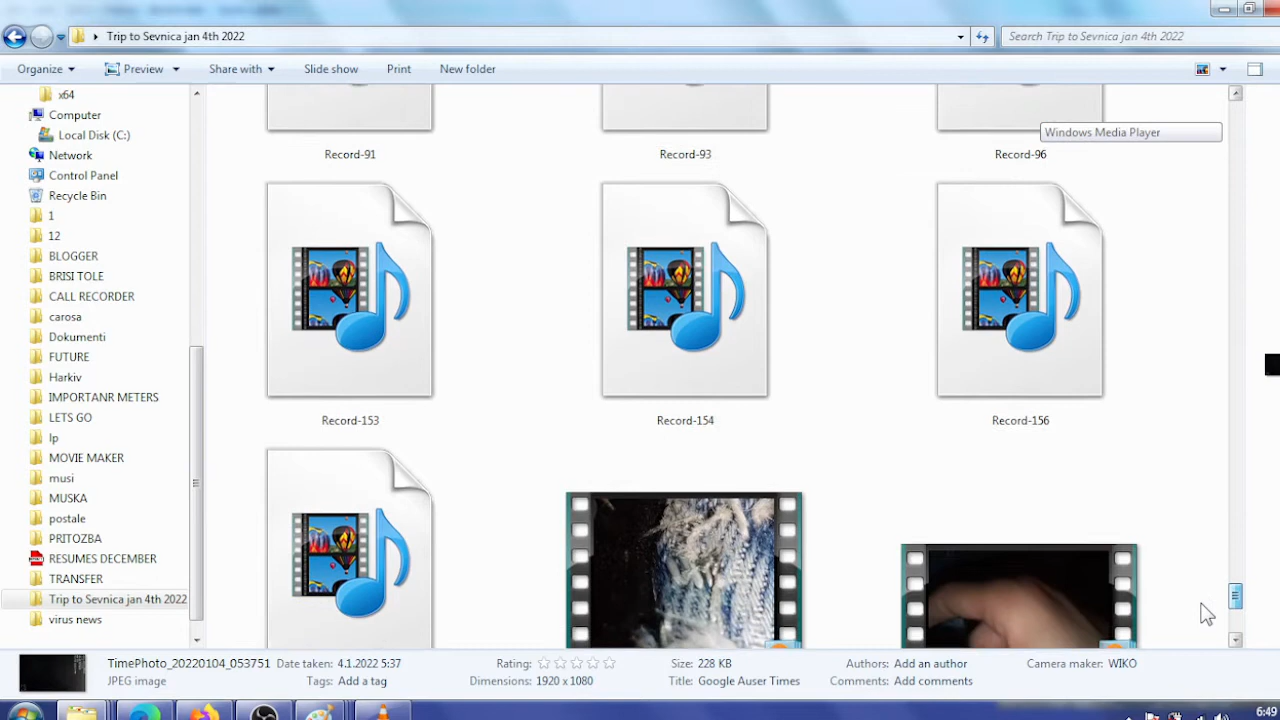 Trip to Sevnica jan 4th 2022
Search Trip to Sevnica jan 4th 2022
Organize
Preview
Share with
Slide show
Print
New folder
x64
Computer
Local Disk (C:)
Network
Control Panel
Recycle Bin
1
12
BLOGGER
BRISI TOLE
CALL RECORDER
carosa
Dokumenti
FUTURE
Harkiv
IMPORTANR METERS
LETS GO
lp
MOVIE MAKER
musi
MUSKA
postale
PRITOZBA
RESUMES DECEMBER
TRANSFER
Trip to Sevnica jan 4th 2022
virus news
Windows Media Player
Record-91
Record-93
Record-96
Record-153
Record-154
Record-156
TimePhoto_20220104_053751
JPEG image
Date taken: 4.1.2022 5:37
Tags: Add a tag
Rating:
Dimensions: 1920 x 1080
Size: 228 KB
Title: Google Auser Times
Authors: Add an author
Comments: Add comments
Camera maker: WIKO
6:49